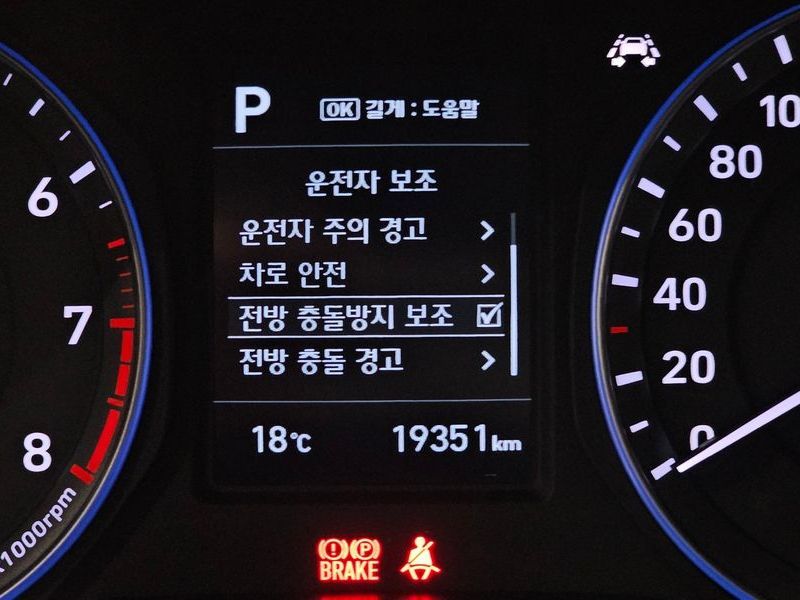 P
OK 길게 : 도움말
운전자 보조
운전자 주의 경고
차로 안전
전방 충돌방지 보조
전방 충돌 경고
18℃
19351km
6
7
8
x1000rpm
100
80
60
40
20
0
BRAKE